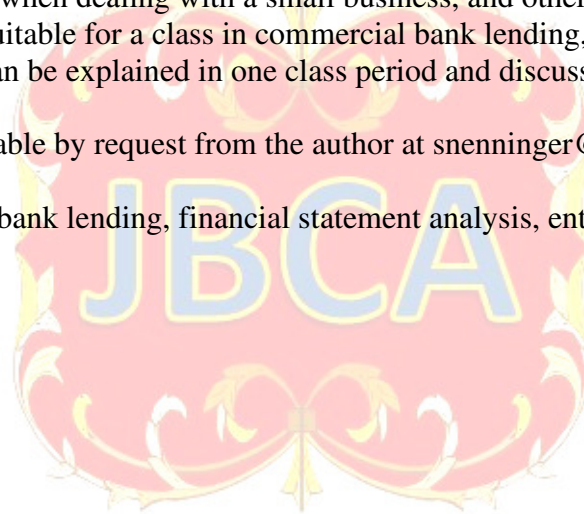 when dealing with a small business, and other
uitable for a class in commercial bank lending,
an be explained in one class period and discuss
able by request from the author at snenninger@
bank lending, financial statement analysis, ent
JBCA